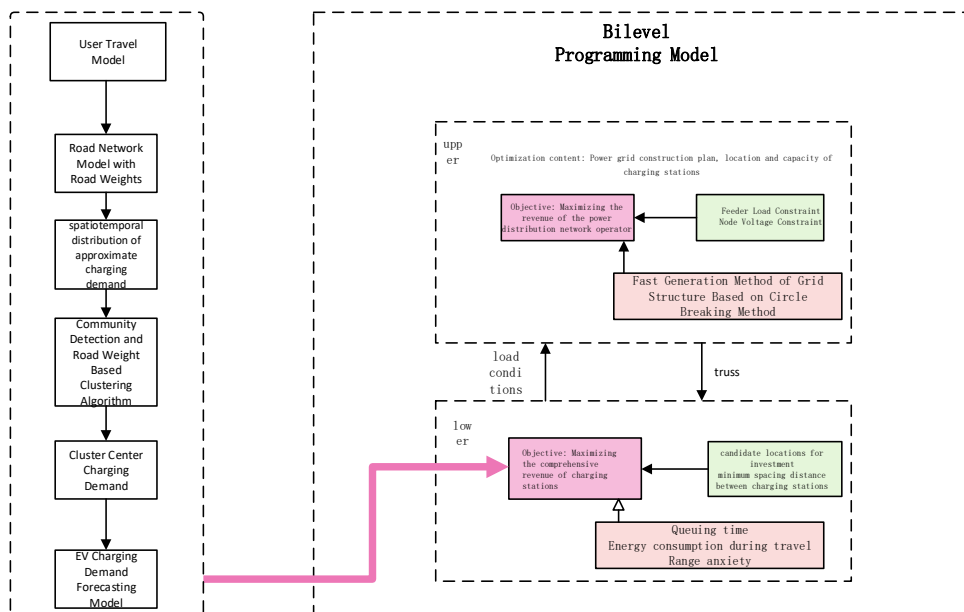 User Travel
Model
Road Network
Model with
Road Weights
spatiotemporal
distribution of
approximate
charging
demand
Community
Detection and
Road Weight
Based
Clustering
Algorithm
Cluster Center
Charging
Demand
EV Charging
Demand
Forecasting
Model
Bilevel
Programming Model
upp
er
Optimization content: Power grid construction plan, location and capacity of
charging stations
Objective: Maximizing the
revenue of the power
distribution network operator
Feeder Load Constraint
Node Voltage Constraint
Fast Generation Method of Grid
Structure Based on Circle
Breaking Method
load
condi
tions
truss
low
er
Objective: Maximizing
the comprehensive
revenue of charging
stations
candidate locations for
investment
minimum spacing distance
between charging stations
Queuing time
Energy consumption during travel
Range anxiety